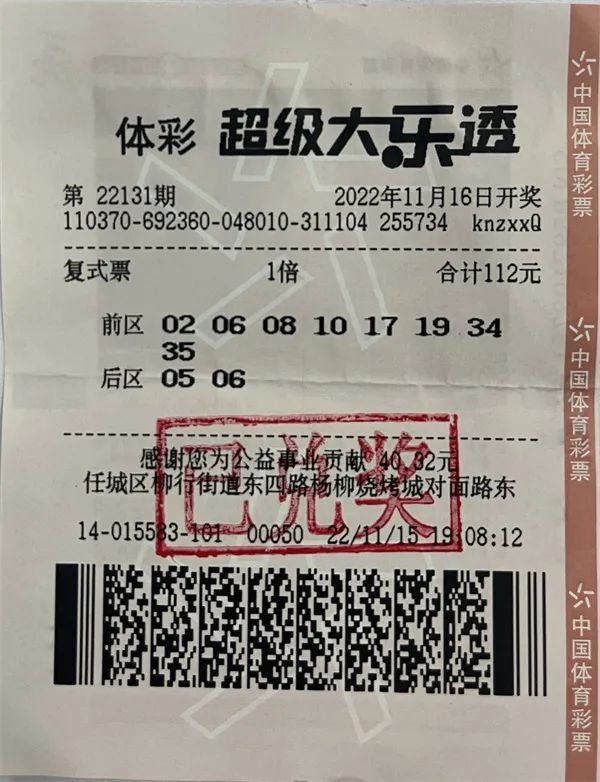 体彩 超级大乐透
第 22131期 2022年11月16日开奖
110370-692360-048010-311104 255734 knzxxQ
复式票 1倍 合计112元
前区 02 06 08 10 17 19 34
35
后区 05 06
感谢您为公益事业贡献 40.32元
任城区柳行街道东四路杨柳烧烤城对面路东
14-015583-101 00050 22/11/15 19:08:12
已兑奖
中国体育彩票
中国体育彩票
中国体育彩票